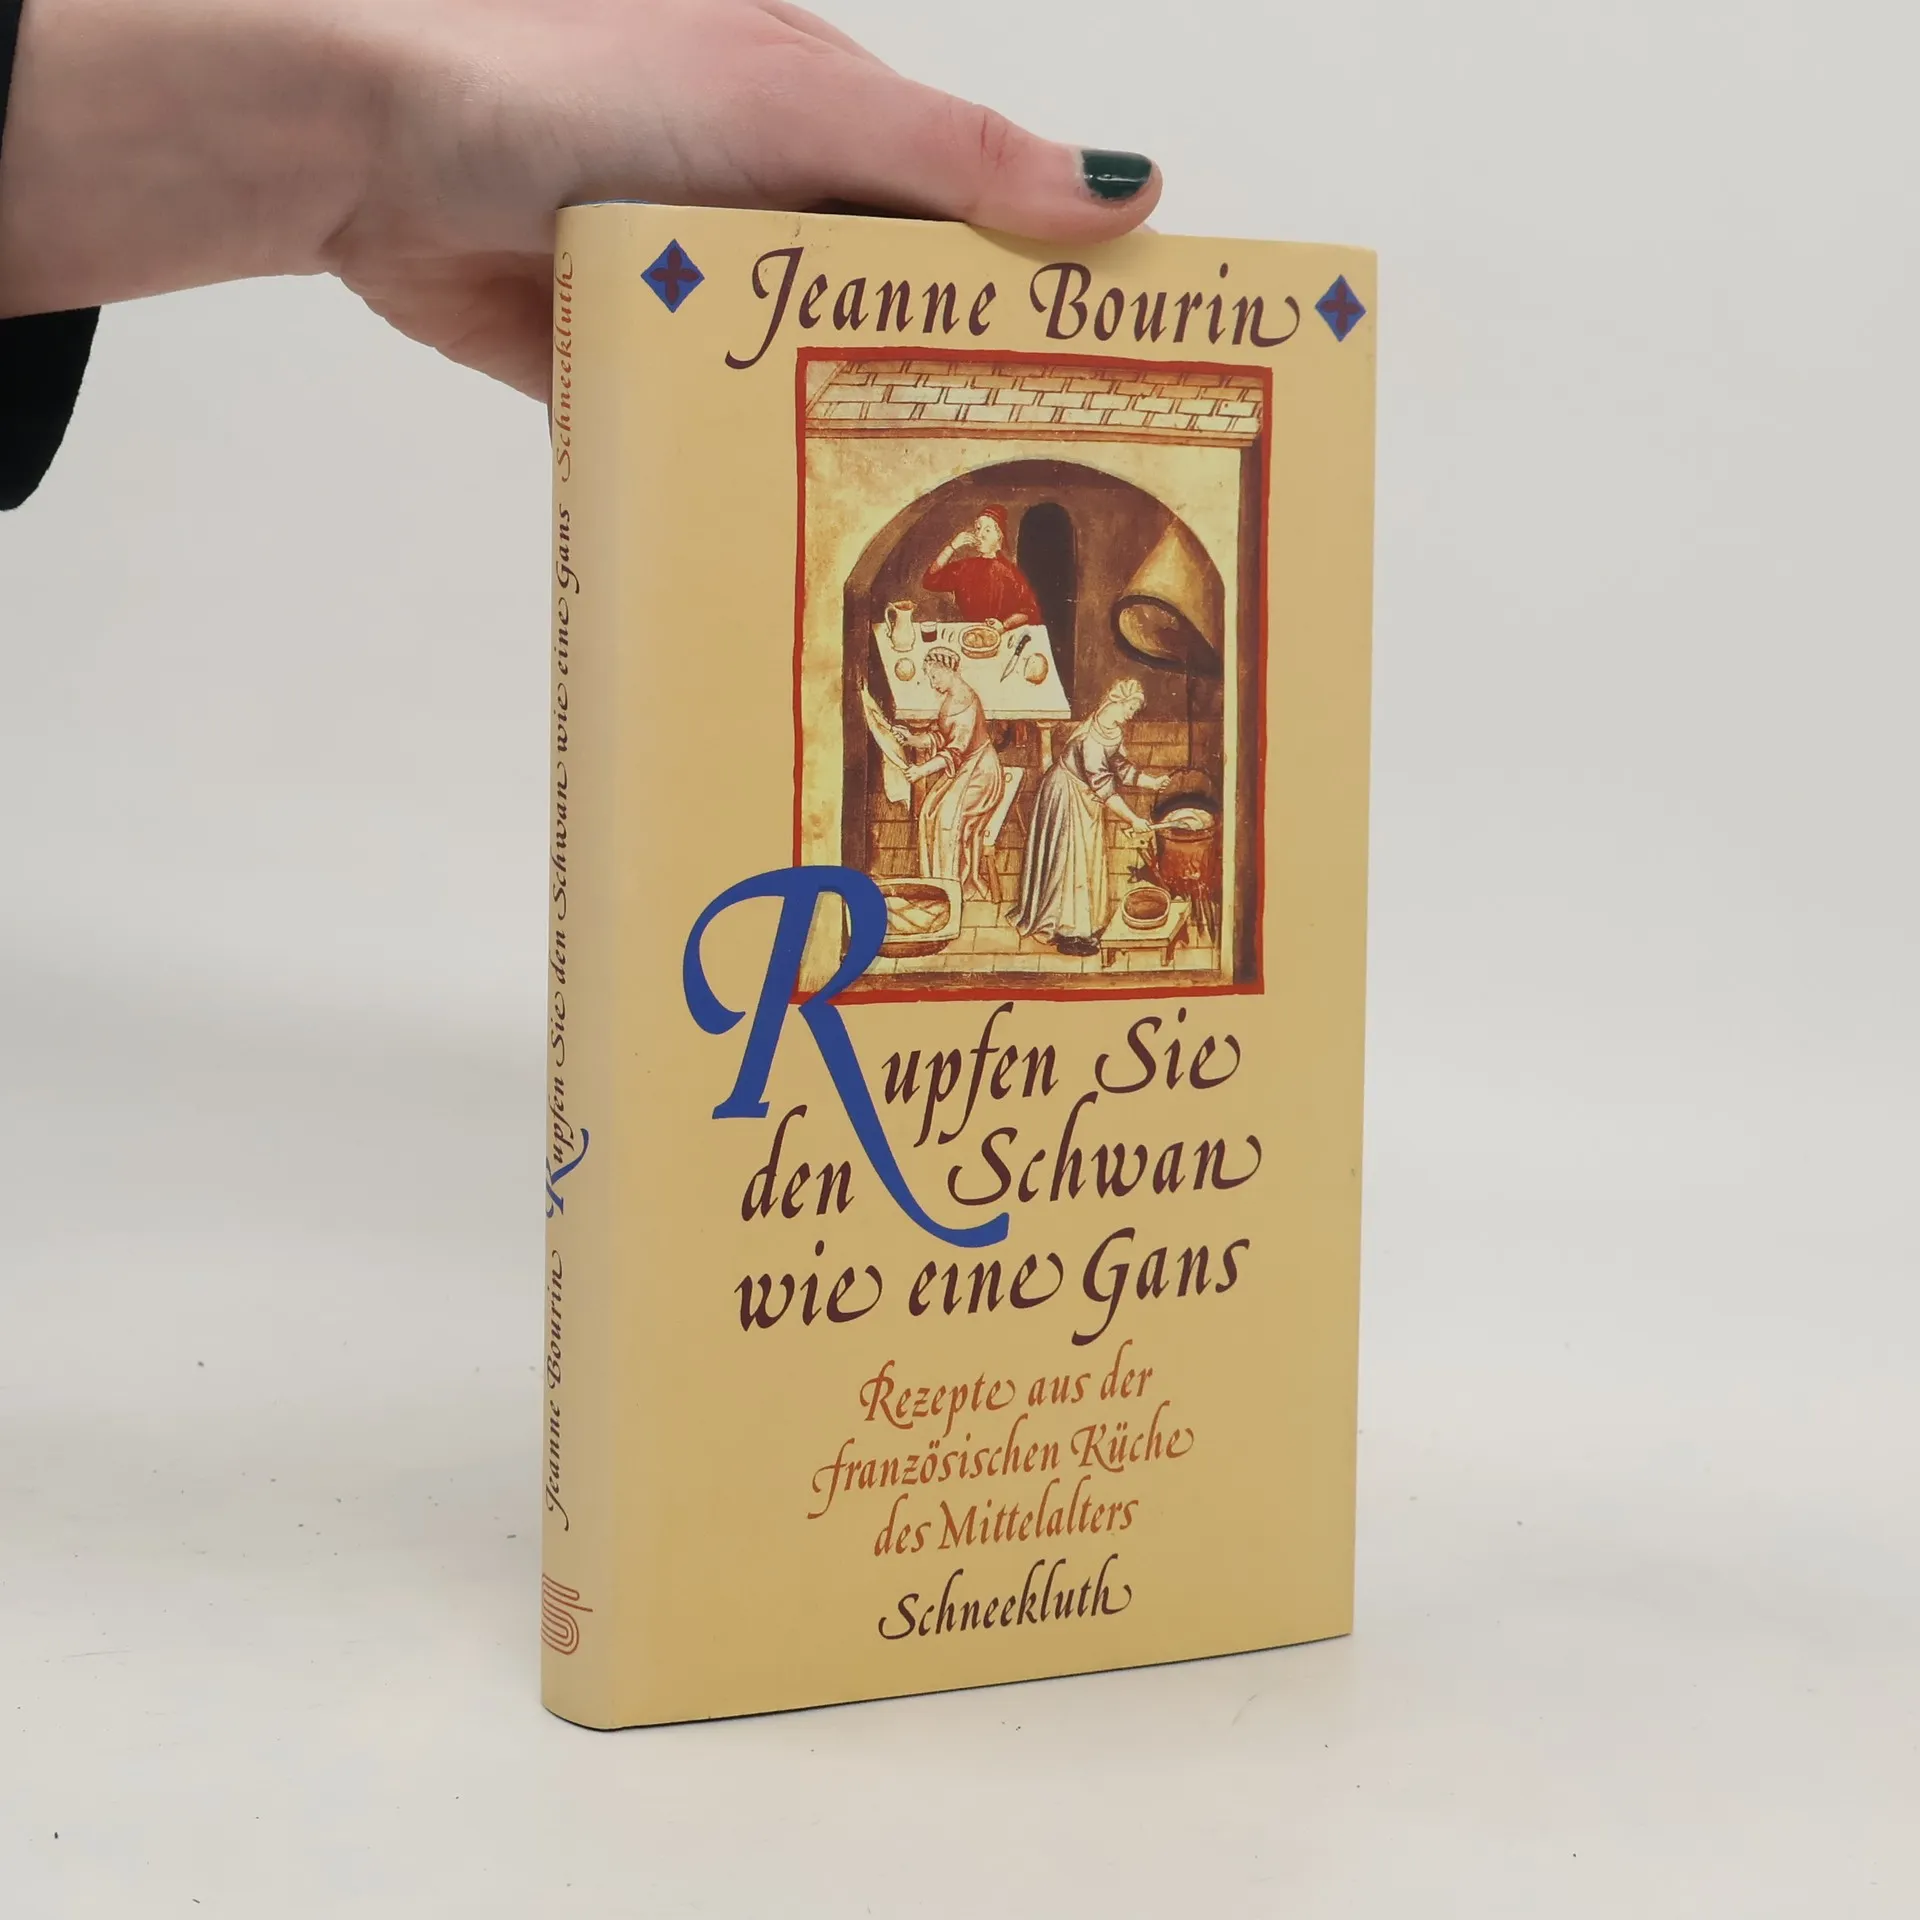 Jeanne Bourin
Rupfen Sie
den Schwan
wie eine Gans
Rezepte aus der
französischen Küche
des Mittelalters
Schneekluth
Jeanne Bourin Rupfen Sie den Schwan wie eine Gans Schneekluth